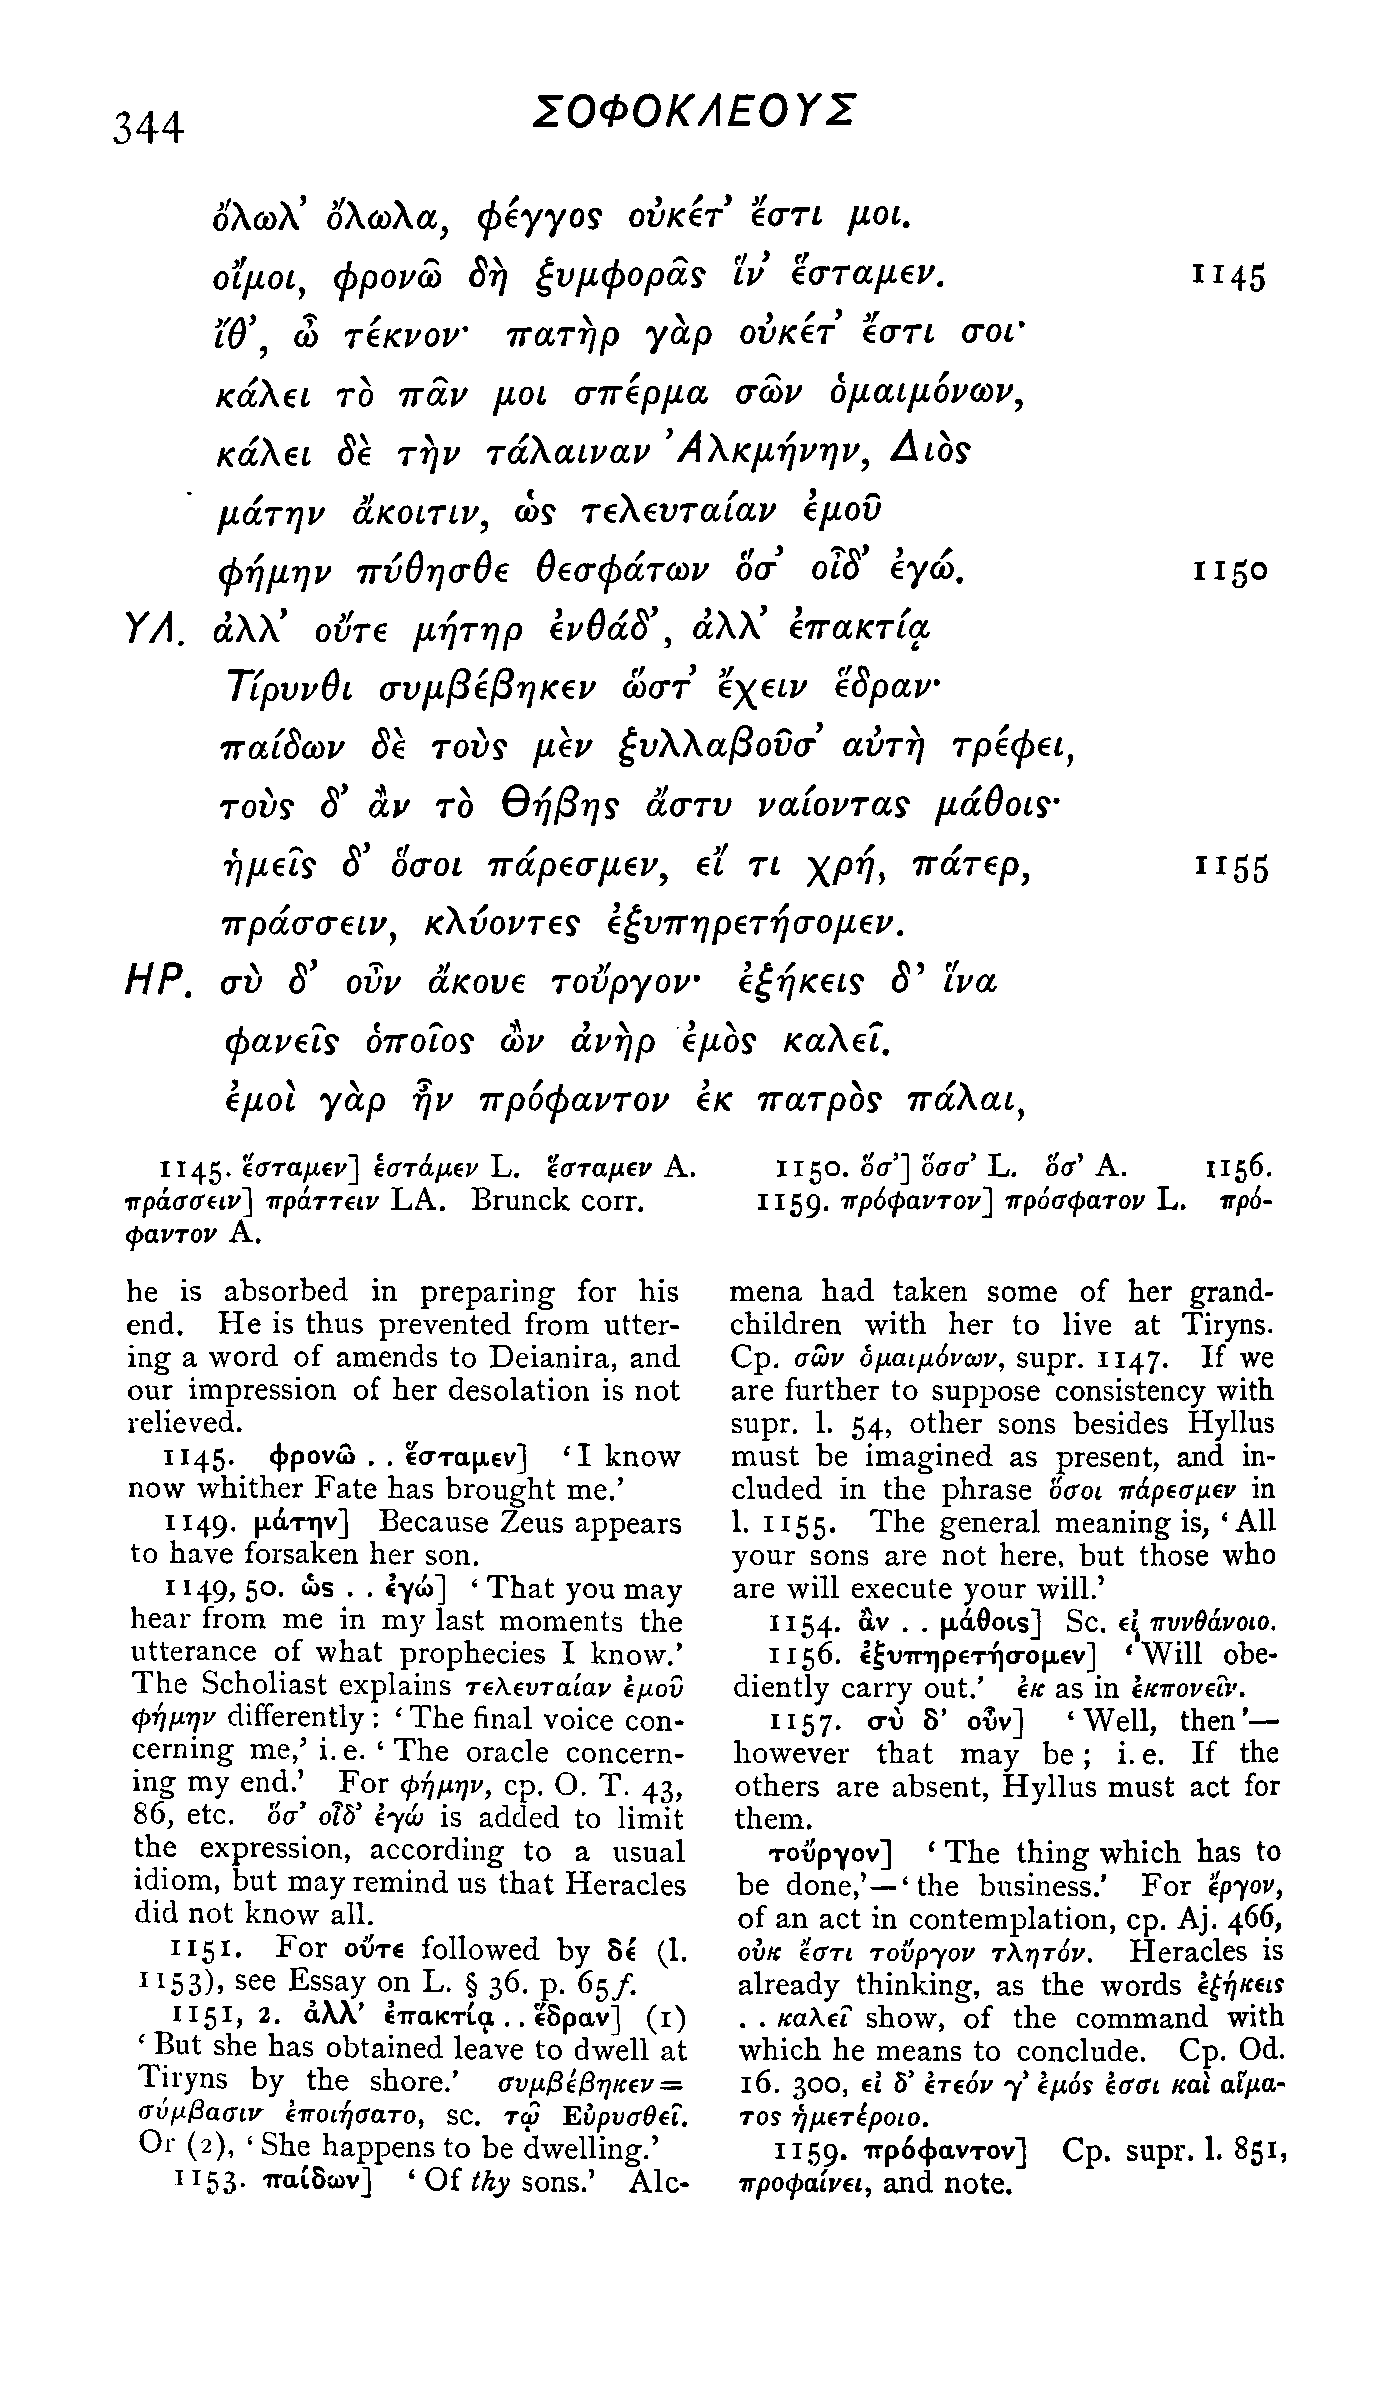 344
ΣΟΦΟΚΛΕΟΥΣ
ὄλωλ’ ὄλωλα, φέγγος οὐκέτ’ ἔστι μοι.
οἴμοι, φρονῶ δὴ ξυμφορᾶς ἵν’ ἕσταμεν. 1145
ἴθ’, ὦ τέκνον· πατὴρ γὰρ οὐκέτ’ ἔστι σοι·
κάλει τὸ πᾶν μοι σπέρμα σῶν ὁμαιμόνων,
κάλει δὲ τὴν τάλαιναν Ἀλκμήνην, Διὸς
μάτην ἄκοιτιν, ὡς τελευταίαν ἐμοῦ
φήμην πύθησθε θεσφάτων ὅσ’ οἶδ’ ἐγώ. 1150
ΥΛ. ἀλλ’ οὔτε μήτηρ ἐνθάδ’, ἀλλ’ ἐπακτίᾳ
Τίρυνθι συμβέβηκεν ὥστ’ ἔχειν ἕδραν·
παίδων δὲ τοὺς μὲν ξυλλαβοῦσ’ αὐτὴ τρέφει,
τοὺς δ’ ἂν τὸ Θήβης ἄστυ ναίοντας μάθοις·
ἡμεῖς δ’ ὅσοι πάρεσμεν, εἴ τι χρή, πάτερ, 1155
πράσσειν, κλύοντες ἐξυπηρετήσομεν.
ΗΡ. σὺ δ’ οὖν ἄκουε τοὔργον· ἐξήκεις δ’ ἵνα
φανεῖς ὁποῖος ὢν ἀνὴρ ἐμὸς καλεῖ.
ἐμοὶ γὰρ ἦν πρόφαντον ἐκ πατρὸς πάλαι,
1145. ἕσταμεν] ἑστάμεν L. ἕσταμεν A. 1150. ὅσ’] ὅσσ’ L. ὅσ’ A. 1156.
πράσσειν] πράττειν LA. Brunck corr. 1159. πρόφαντον] πρόσφατον L. πρό-
φαντον A.
he is absorbed in preparing for his
end. He is thus prevented from utter-
ing a word of amends to Deianira, and
our impression of her desolation is not
relieved.
1145. φρονῶ . . ἕσταμεν] ‘I know
now whither Fate has brought me.’
1149. μάτην] Because Zeus appears
to have forsaken her son.
1149, 50. ὡς . . ἐγώ] ‘That you may
hear from me in my last moments the
utterance of what prophecies I know.’
The Scholiast explains τελευταίαν ἐμοῦ
φήμην differently: ‘The final voice con-
cerning me,’ i.e. ‘The oracle concern-
ing my end.’ For φήμην, cp. O. T. 43,
86, etc. ὅσ’ οἶδ’ ἐγώ is added to limit
the expression, according to a usual
idiom, but may remind us that Heracles
did not know all.
1151. For οὔτε followed by δέ (l.
1153), see Essay on L. § 36. p. 65 f.
1151, 2. ἀλλ’ ἐπακτίᾳ . . ἕδραν] (1)
‘But she has obtained leave to dwell at
Tiryns by the shore.’ συμβέβηκεν =
σύμβασιν ἐποιήσατο, sc. τῷ Εὐρυσθεῖ.
Or (2), ‘She happens to be dwelling.’
1153. παίδων] ‘Of thy sons.’ Alc-
mena had taken some of her grand-
children with her to live at Tiryns.
Cp. σῶν ὁμαιμόνων, supr. 1147. If we
are further to suppose consistency with
supr. l. 54, other sons besides Hyllus
must be imagined as present, and in-
cluded in the phrase ὅσοι πάρεσμεν in
l. 1155. The general meaning is, ‘All
your sons are not here, but those who
are will execute your will.’
1154. ἂν . . μάθοις] Sc. εἰ πυνθάνοιο.
1156. ἐξυπηρετήσομεν] ‘Will obe-
diently carry out.’ ἐκ as in ἐκπονεῖν.
1157. σὺ δ’ οὖν] ‘Well, then’—
however that may be; i.e. If the
others are absent, Hyllus must act for
them.
τοὔργον] ‘The thing which has to
be done,’—‘the business.’ For ἔργον,
of an act in contemplation, cp. Aj. 466,
οὐκ ἔστι τοὔργον τλητόν. Heracles is
already thinking, as the words ἐξήκεις
. . καλεῖ show, of the command with
which he means to conclude. Cp. Od.
16. 300, εἰ δ’ ἐτεόν γ’ ἐμός ἐσσι καὶ αἵμα-
τος ἡμετέροιο.
1159. πρόφαντον] Cp. supr. l. 851,
προφαίνει, and note.